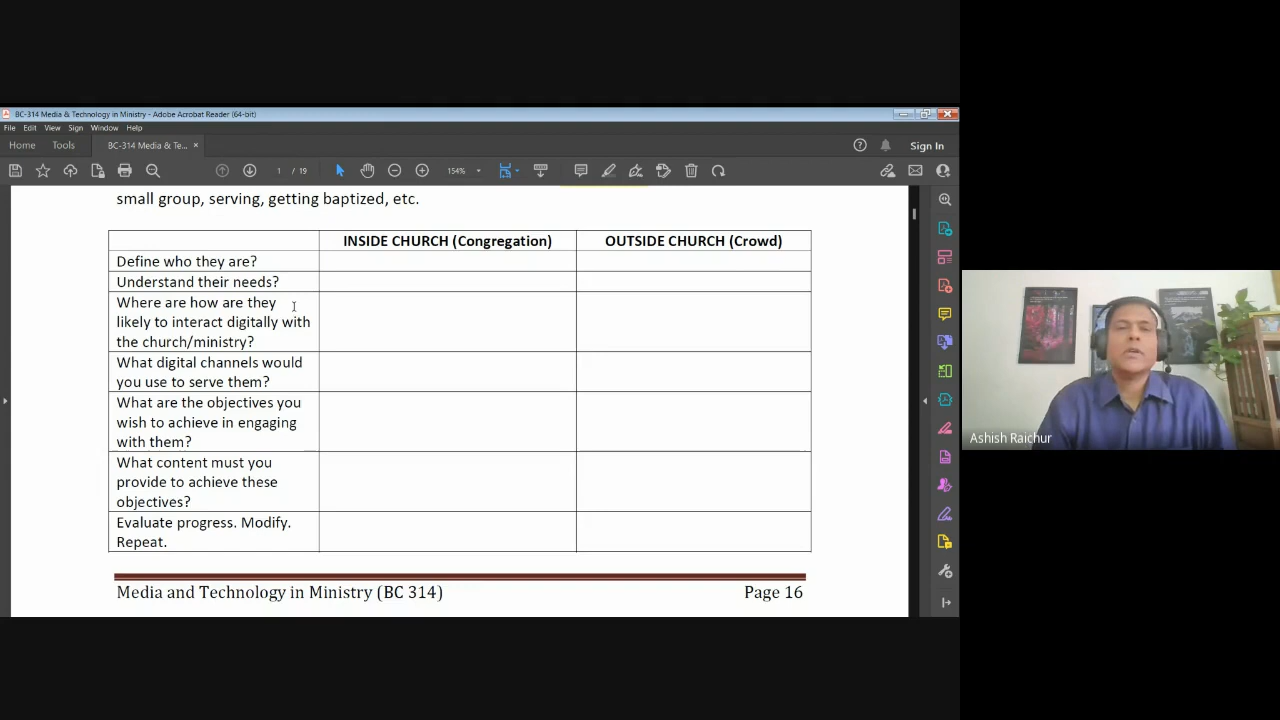 BC-314 Media & Technology in Ministry - Adobe Acrobat Reader (64-bit)
File Edit View Sign Window Help
Home Tools BC-314 Media & Te... × Sign In
1 / 19 154%
small group, serving, getting baptized, etc.
INSIDE CHURCH (Congregation) OUTSIDE CHURCH (Crowd)
Define who they are?
Understand their needs?
Where are how are they
likely to interact digitally with
the church/ministry?
What digital channels would
you use to serve them?
What are the objectives you
wish to achieve in engaging
with them?
What content must you
provide to achieve these
objectives?
Evaluate progress. Modify.
Repeat.
Media and Technology in Ministry (BC 314) Page 16
Ashish Raichur